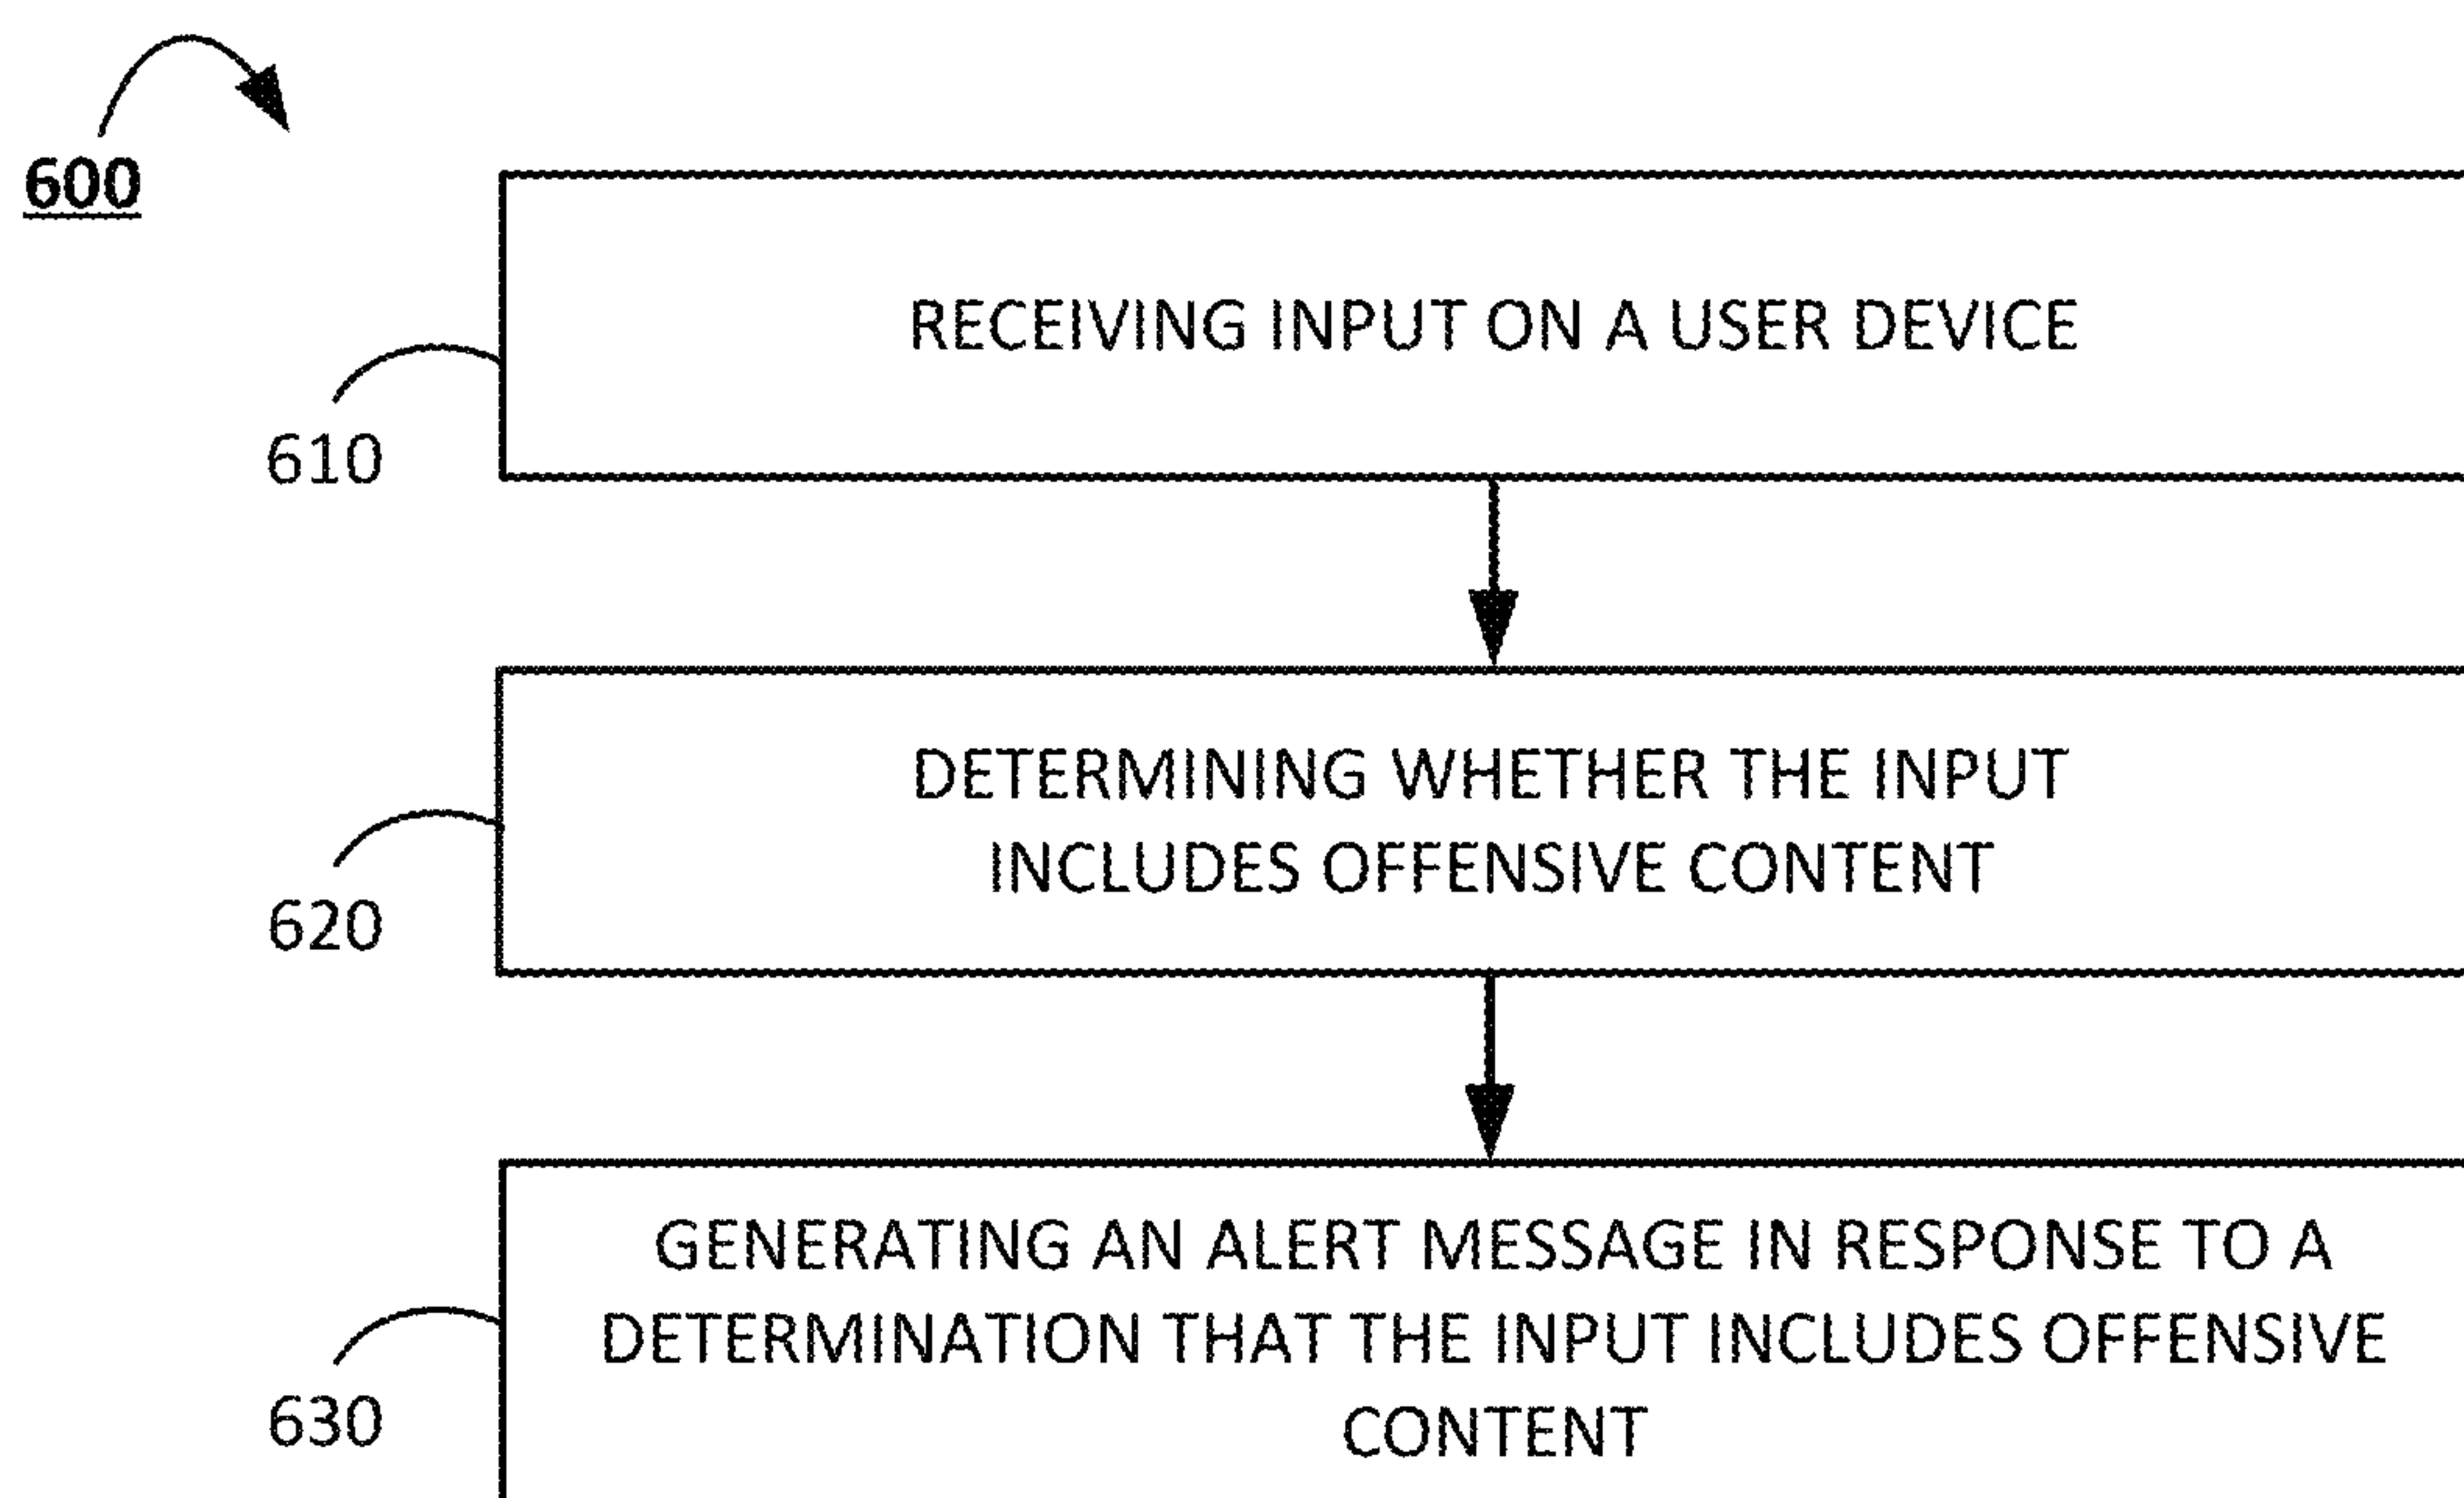 600
RECEIVING INPUT ON A USER DEVICE
610
DETERMINING WHETHER THE INPUT
INCLUDES OFFENSIVE CONTENT
620
GENERATING AN ALERT MESSAGE IN RESPONSE TO A
DETERMINATION THAT THE INPUT INCLUDES OFFENSIVE
CONTENT
630